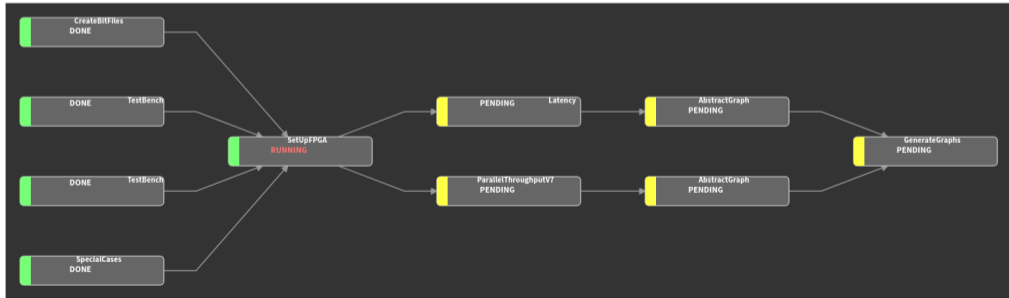 CreateBitFiles
DONE
TestBench
DONE
TestBench
DONE
SpecialCases
DONE
SetUpFPGA
RUNNING
Latency
PENDING
ParallelThroughputV7
PENDING
AbstractGraph
PENDING
AbstractGraph
PENDING
GenerateGraphs
PENDING